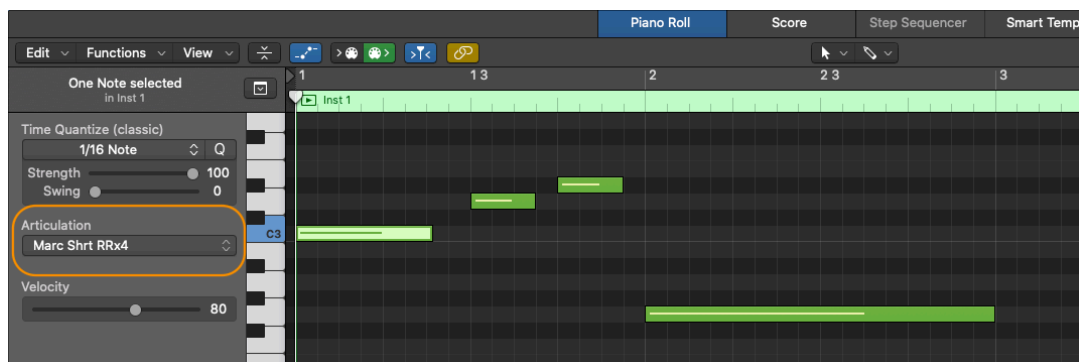 Piano Roll Score Step Sequencer Smart Temp
Edit Functions View
One Note selected
in Inst 1
1 1 3 2 2 3 3
Inst 1
Time Quantize (classic)
1/16 Note Q
Strength 100
Swing 0
Articulation
Marc Shrt RRx4
C3
Velocity
80